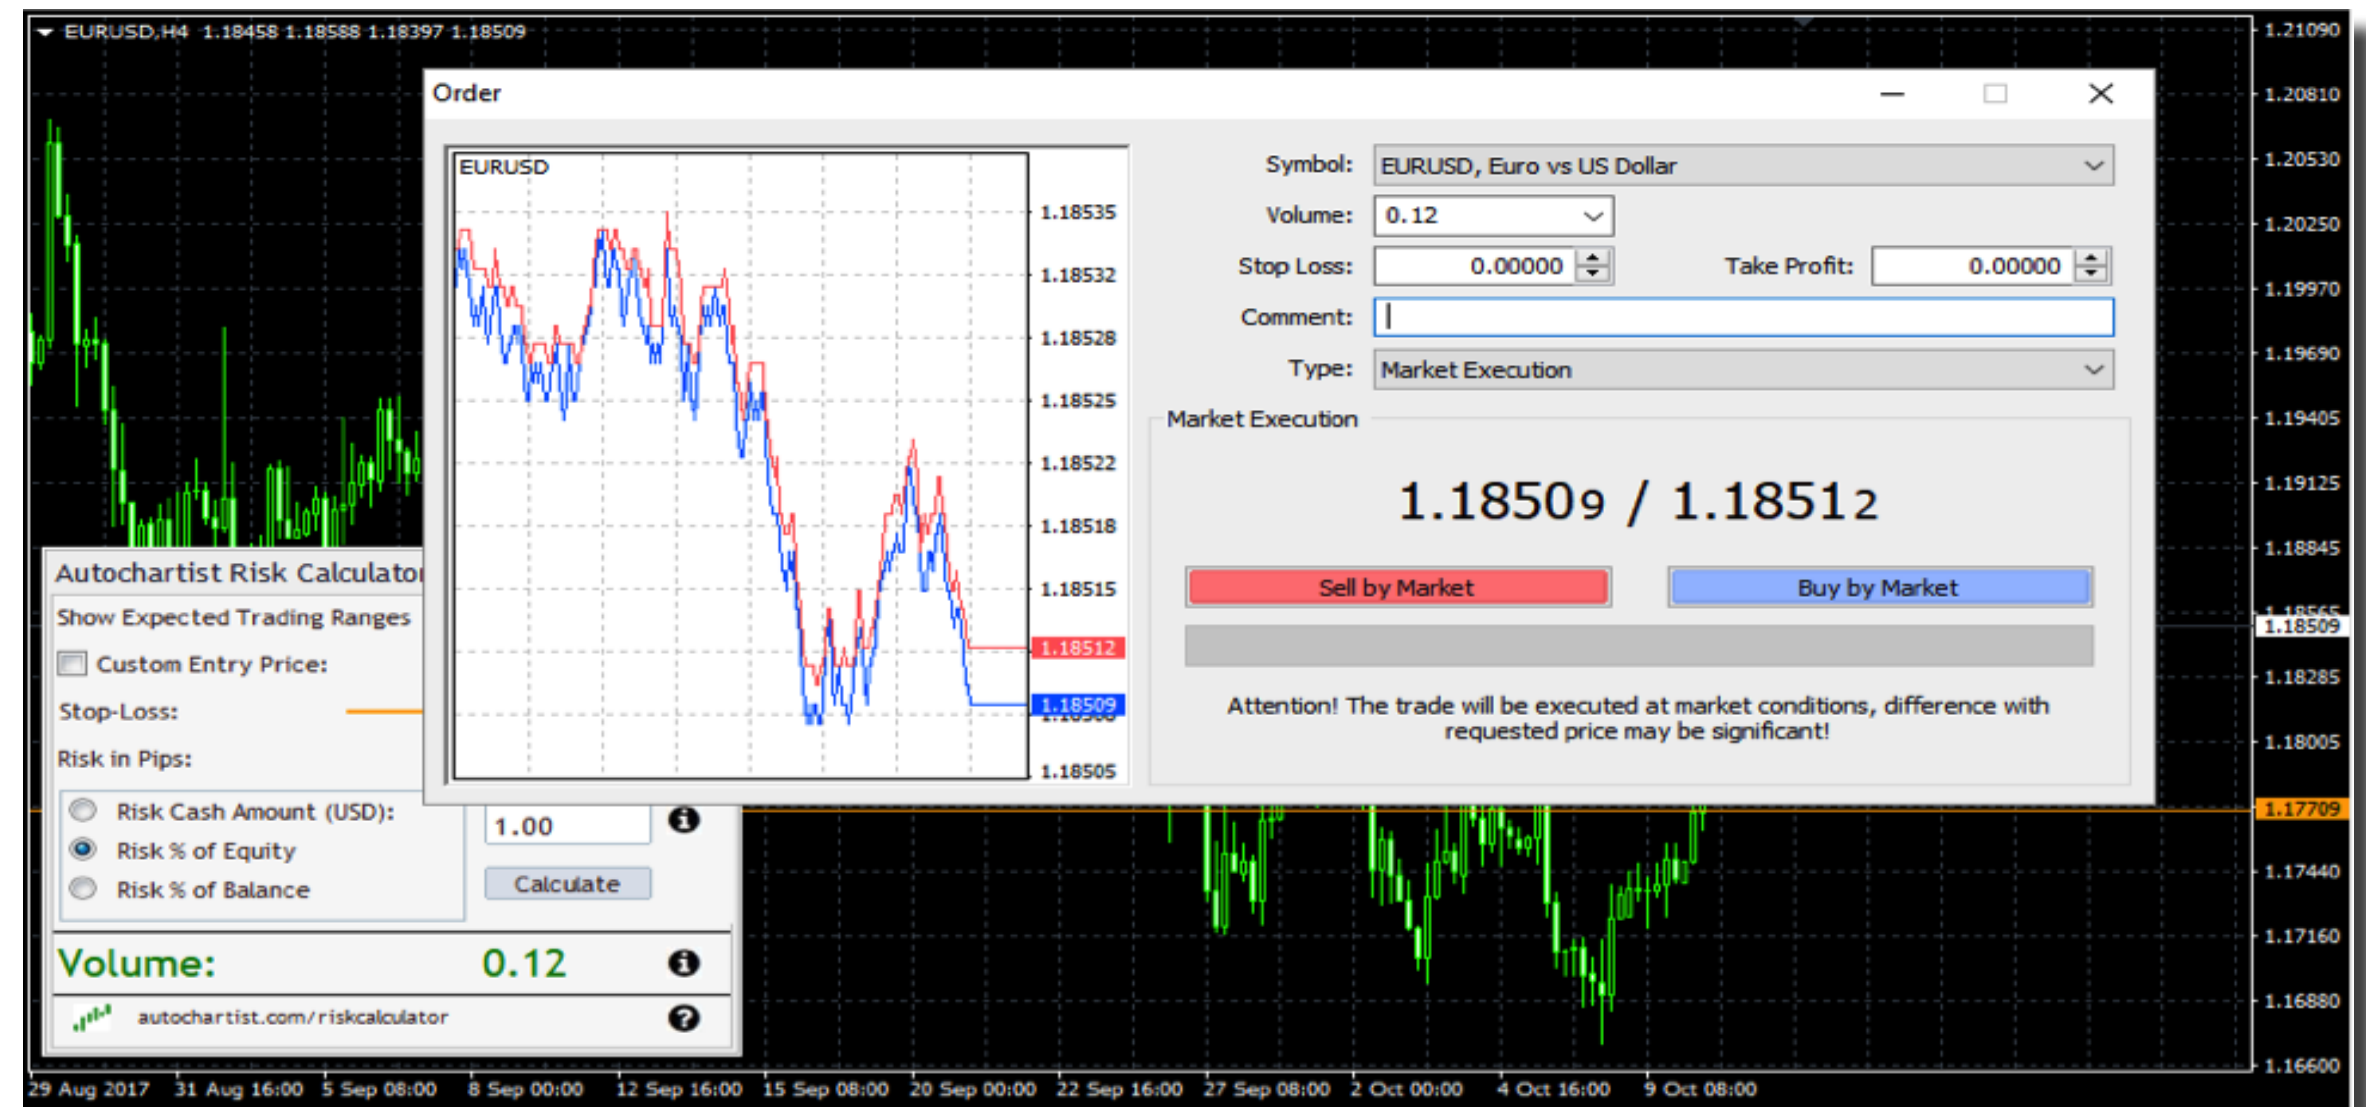 EURUSD,H4 1.18458 1.18588 1.18397 1.18509
Order
EURUSD
1.18535
1.18532
1.18528
1.18525
1.18522
1.18518
1.18515
1.18512
1.18509
1.18505
Symbol: EURUSD, Euro vs US Dollar
Volume: 0.12
Stop Loss: 0.00000 Take Profit: 0.00000
Comment:
Type: Market Execution
Market Execution
1.18509 / 1.18512
Sell by Market Buy by Market
Attention! The trade will be executed at market conditions, difference with
requested price may be significant!
Autochartist Risk Calculator
Show Expected Trading Ranges
Custom Entry Price:
Stop-Loss:
Risk in Pips:
Risk Cash Amount (USD):
1.00
Risk % of Equity
Risk % of Balance
Calculate
Volume: 0.12
autochartist.com/riskcalculator
1.21090
1.20810
1.20530
1.20250
1.19970
1.19690
1.19405
1.19125
1.18845
1.18565
1.18509
1.18285
1.18005
1.17709
1.17440
1.17160
1.16880
1.16600
29 Aug 2017 31 Aug 16:00 5 Sep 08:00 8 Sep 00:00 12 Sep 16:00 15 Sep 08:00 20 Sep 00:00 22 Sep 16:00 27 Sep 08:00 2 Oct 00:00 4 Oct 16:00 9 Oct 08:00